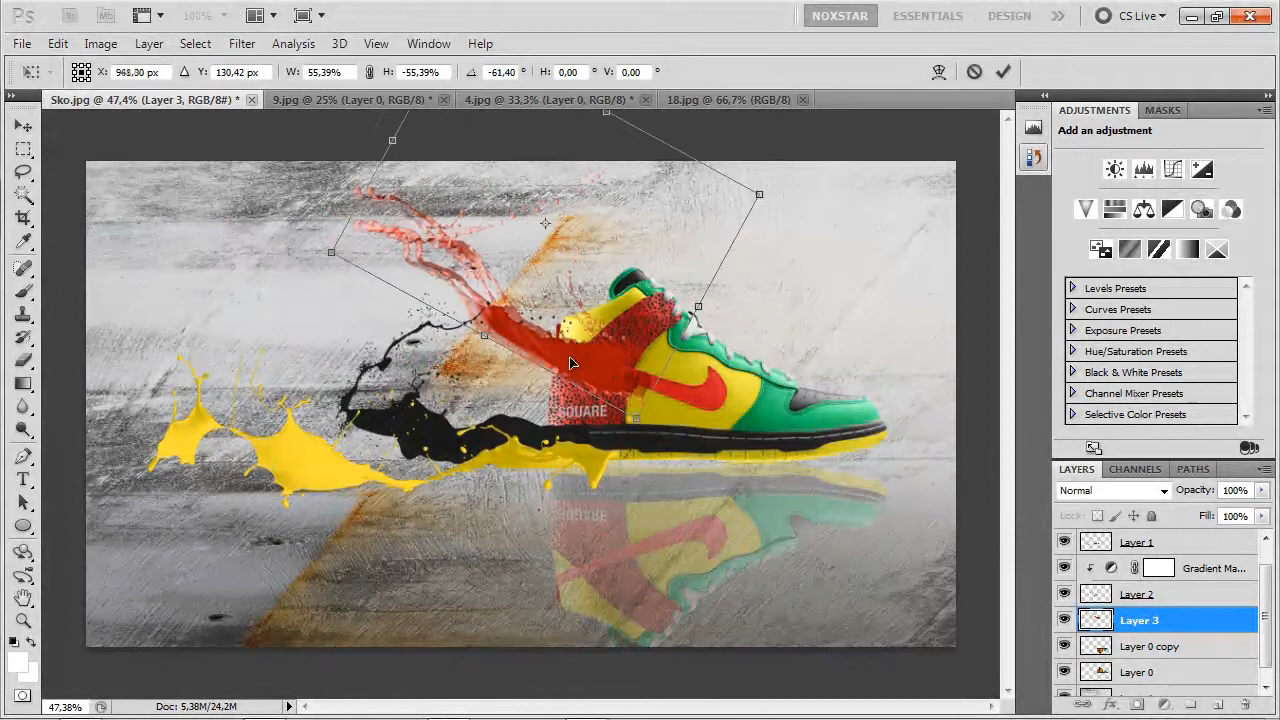 Ps Br Mb 100% NOXSTAR ESSENTIALS DESIGN CS Live
File Edit Image Layer Select Filter Analysis 3D View Window Help
X: 968,80 px Y: 130,42 px W: 55,39% H: -55,39% -61,40 ° H: 0,00 ° V: 0,00 °
Sko.jpg @ 47,4% (Layer 3, RGB/8#) * 9.jpg @ 25% (Layer 0, RGB/8) * 4.jpg @ 33,3% (Layer 0, RGB/8) * 18.jpg @ 66,7% (RGB/8)
ADJUSTMENTS MASKS
Add an adjustment
Levels Presets
Curves Presets
Exposure Presets
Hue/Saturation Presets
Black & White Presets
Channel Mixer Presets
Selective Color Presets
SQUARE
LAYERS CHANNELS PATHS
Normal Opacity: 100%
Lock: Fill: 100%
Layer 1
Gradient Ma...
Layer 2
Layer 3
Layer 0 copy
Layer 0
47,38% Doc: 5,38M/24,2M